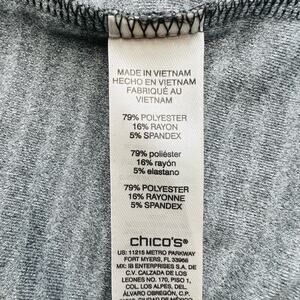 MADE IN VIETNAM
HECHO EN VIETNAM
FABRIQUÉ AU
VIETNAM
79% POLYESTER
16% RAYON
5% SPANDEX
79% poliéster
16% rayón
5% elastano
79% POLYESTER
16% RAYONNE
5% SPANDEX
chico's®
US: 11215 METRO PARKWAY
FORT MYERS, FL 33966
MX: IB ENTERPRISES S.A. DE
C.V. CALZADA DE LOS
LEONES NO. 170, PISO 1,
COL. LOS ALPES, DEL.
ÁLVARO OBREGÓN, C.P.